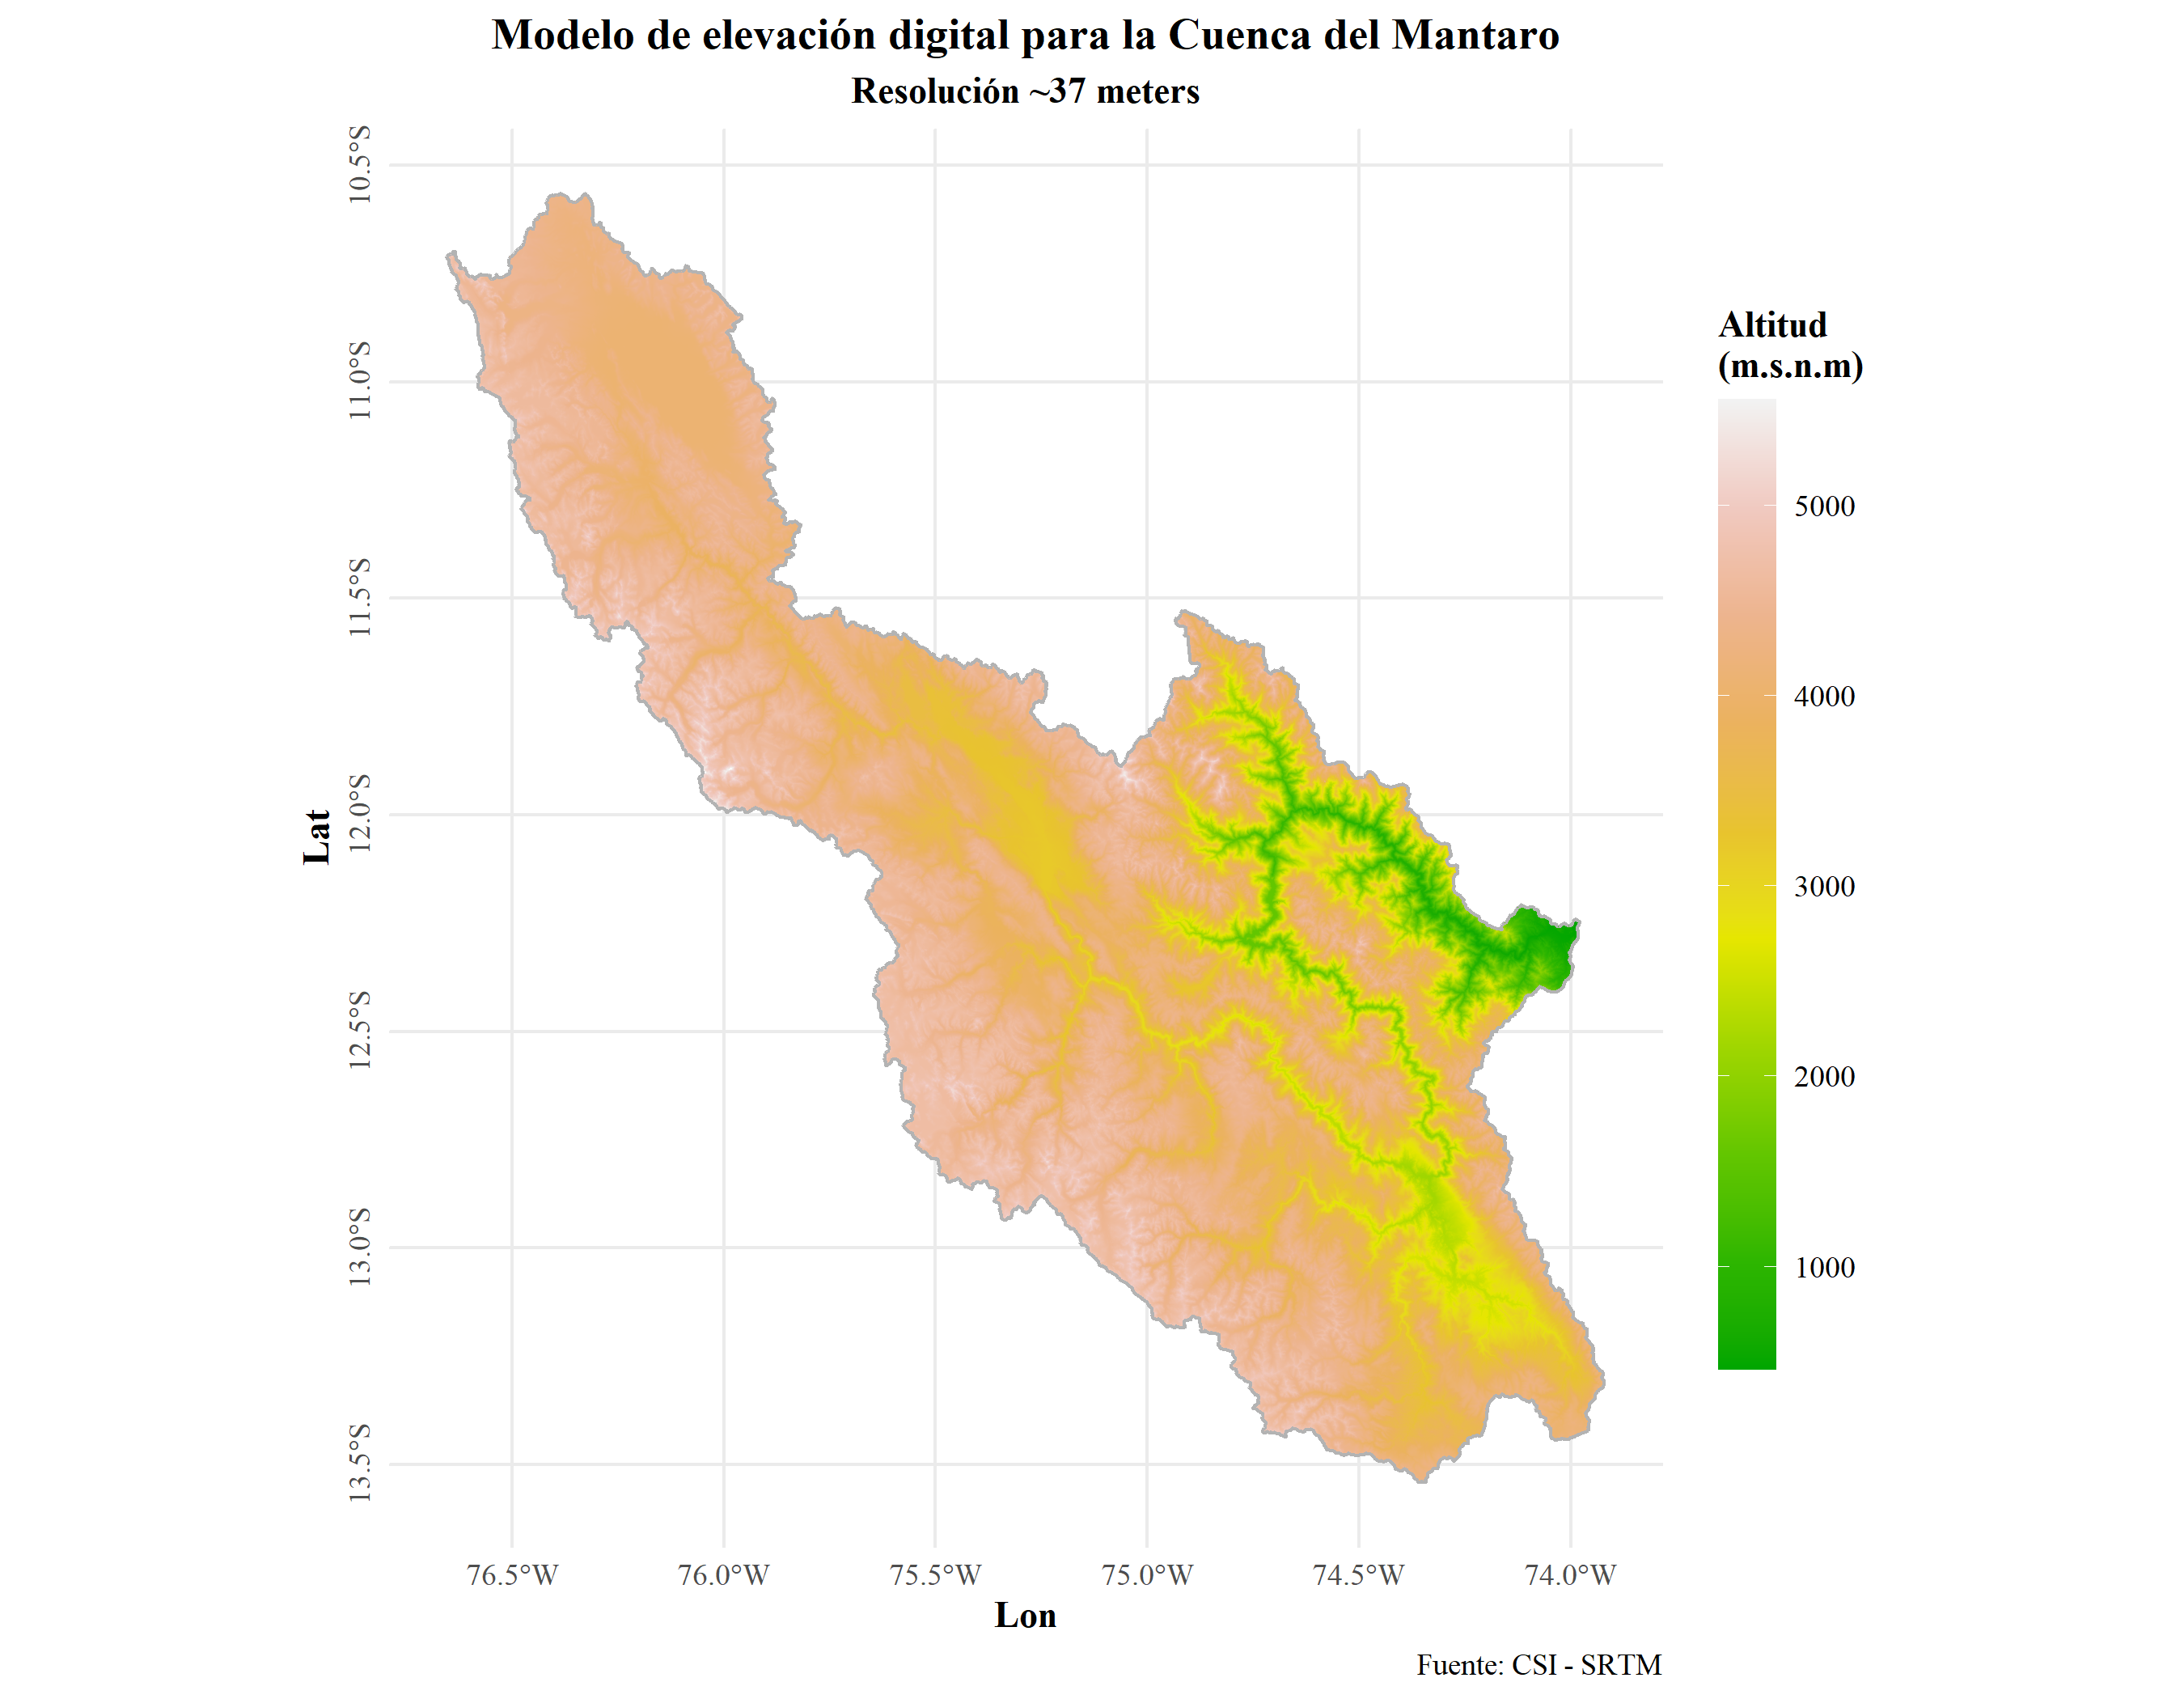 Modelo de elevación digital para la Cuenca del Mantaro
Resolución ~37 meters
10.5°S
11.0°S
11.5°S
12.0°S
12.5°S
13.0°S
13.5°S
Lat
76.5°W
76.0°W
75.5°W
75.0°W
74.5°W
74.0°W
Lon
Altitud
(m.s.n.m)
5000
4000
3000
2000
1000
Fuente: CSI - SRTM